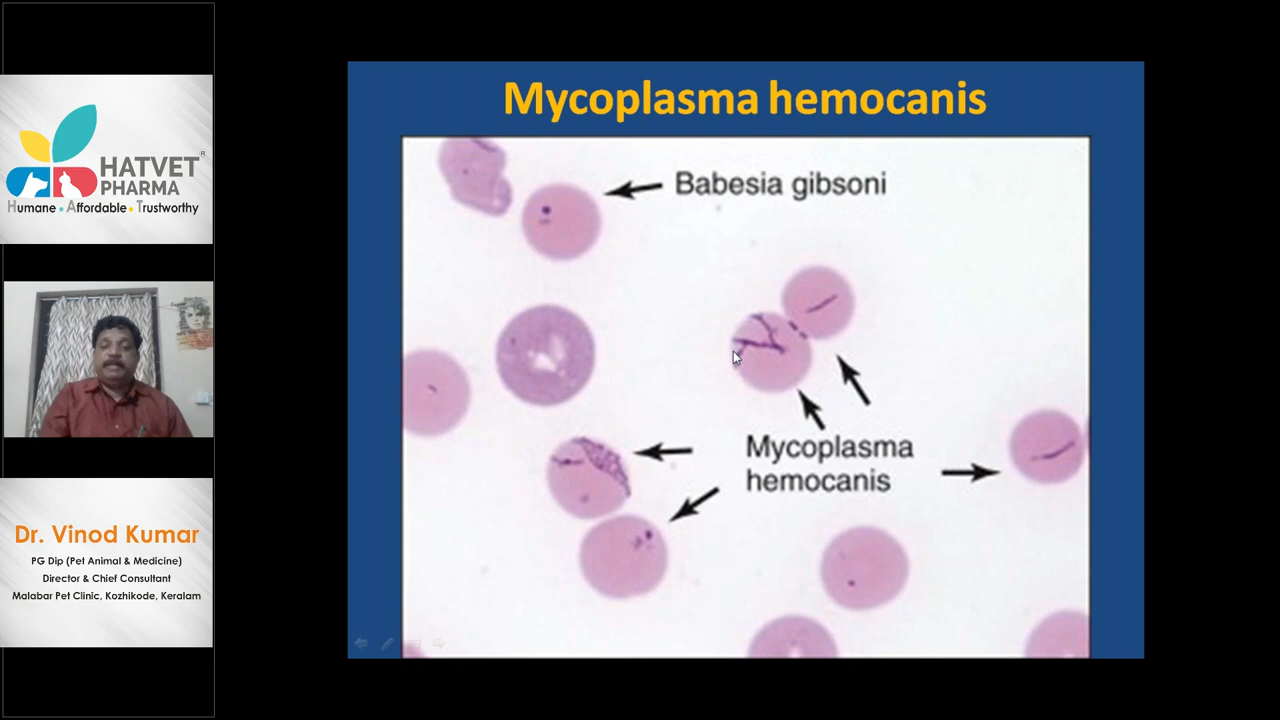 Mycoplasma hemocanis
Babesia gibsoni
Mycoplasma
hemocanis
HATVET®
PHARMA
Humane • Affordable • Trustworthy
Dr. Vinod Kumar
PG Dip (Pet Animal & Medicine)
Director & Chief Consultant
Malabar Pet Clinic, Kozhikode, Keralam